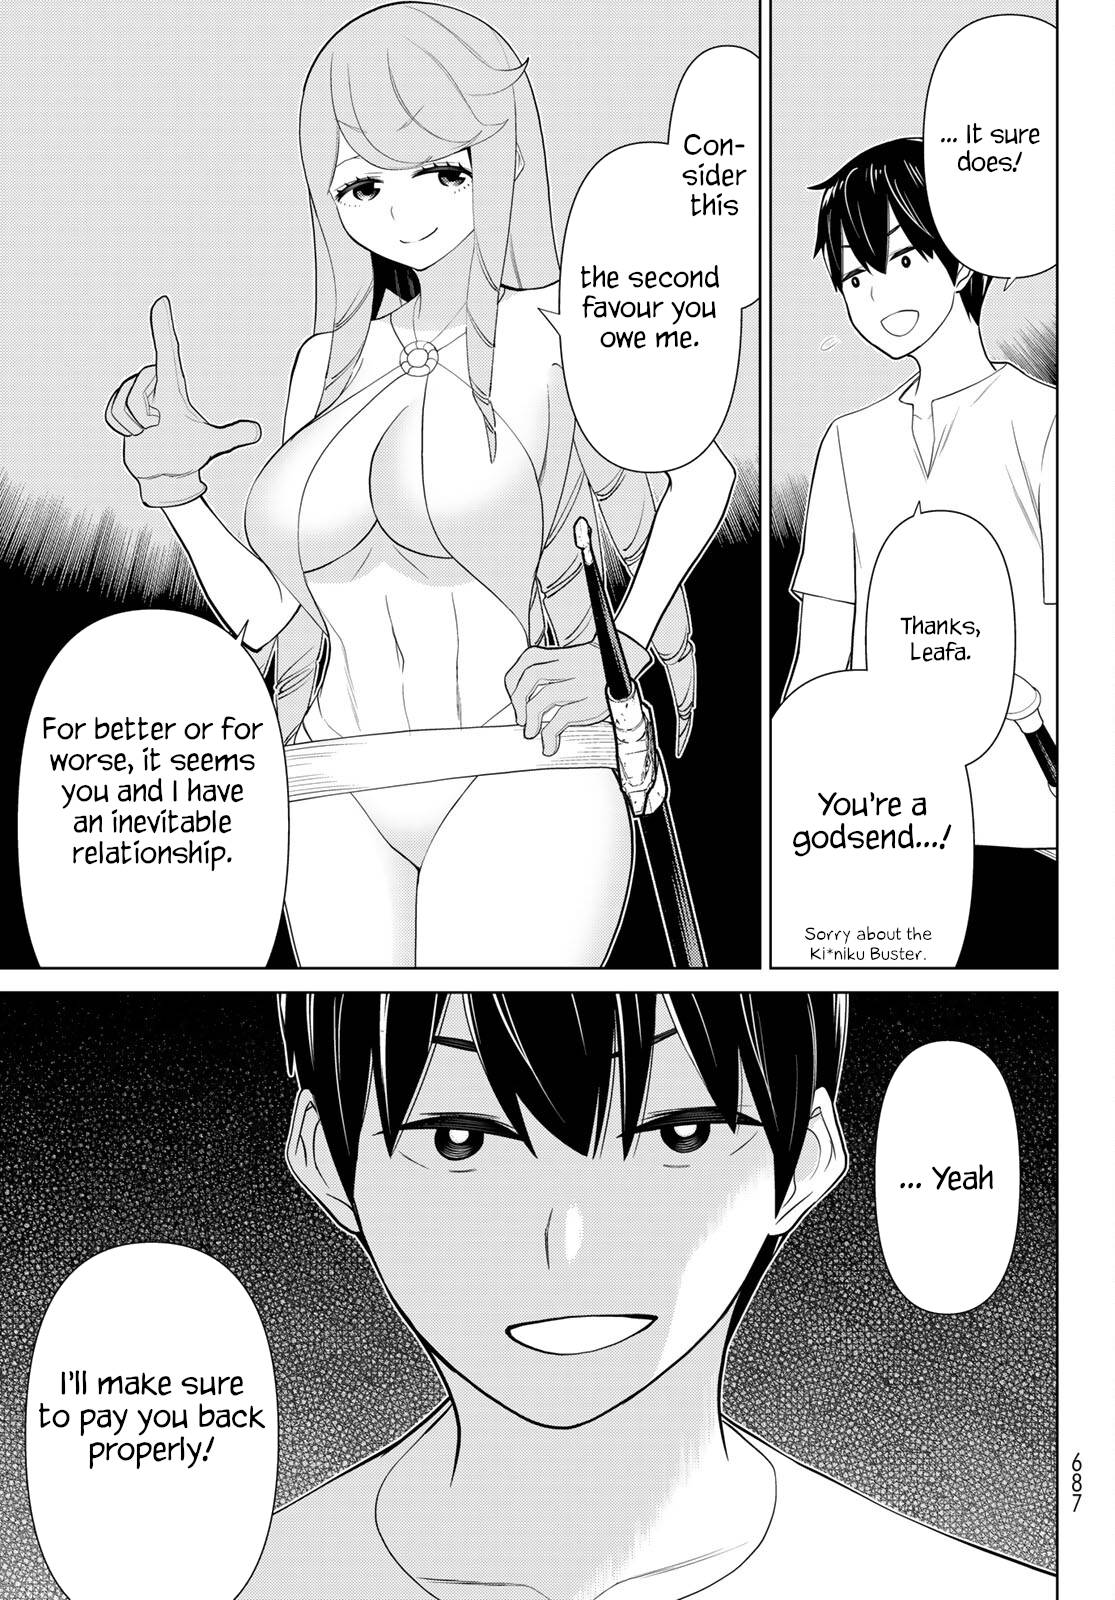 ... It sure
does!
Thanks,
Leafa.
You're a
godsend...!
Sorry about the
Ki*niku Buster.
Con-
sider
this
the second
favour you
owe me.
For better or for
worse, it seems
you and I have
an inevitable
relationship.
... Yeah
I'll make sure
to pay you back
properly!
687